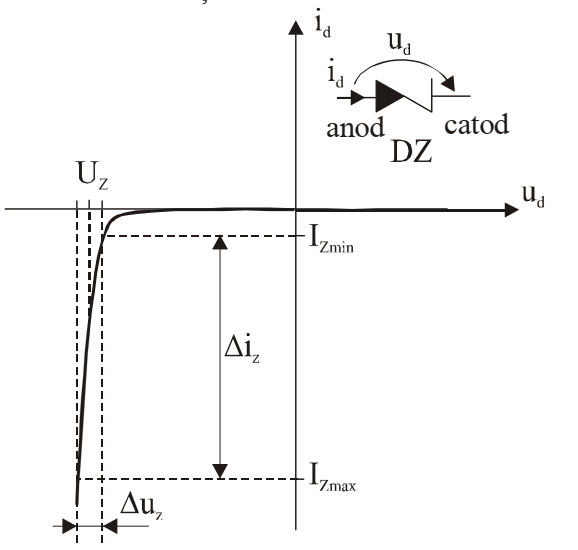 i_d
u_d
i_d
anod
catod
DZ
U_Z
u_d
I_Zmin
Δi_z
I_Zmax
Δu_z